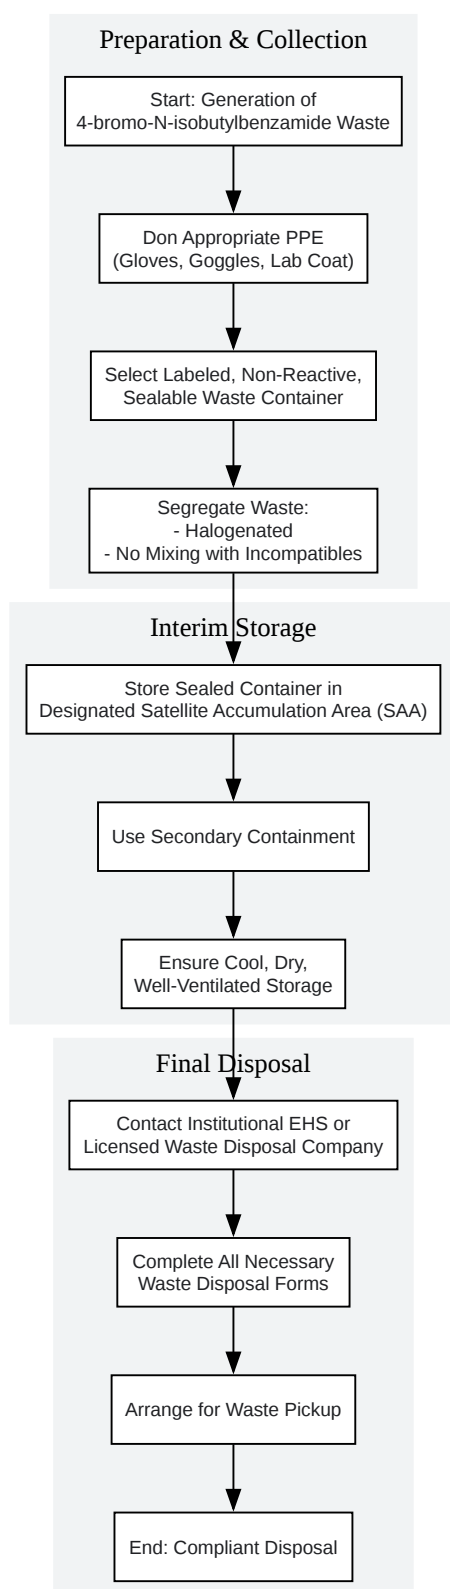 Preparation & Collection
Start: Generation of
4-bromo-N-isobutylbenzamide Waste
Don Appropriate PPE
(Gloves, Goggles, Lab Coat)
Select Labeled, Non-Reactive,
Sealable Waste Container
Segregate Waste:
- Halogenated
- No Mixing with Incompatibles
Interim Storage
Store Sealed Container in
Designated Satellite Accumulation Area (SAA)
Use Secondary Containment
Ensure Cool, Dry,
Well-Ventilated Storage
Final Disposal
Contact Institutional EHS or
Licensed Waste Disposal Company
Complete All Necessary
Waste Disposal Forms
Arrange for Waste Pickup
End: Compliant Disposal